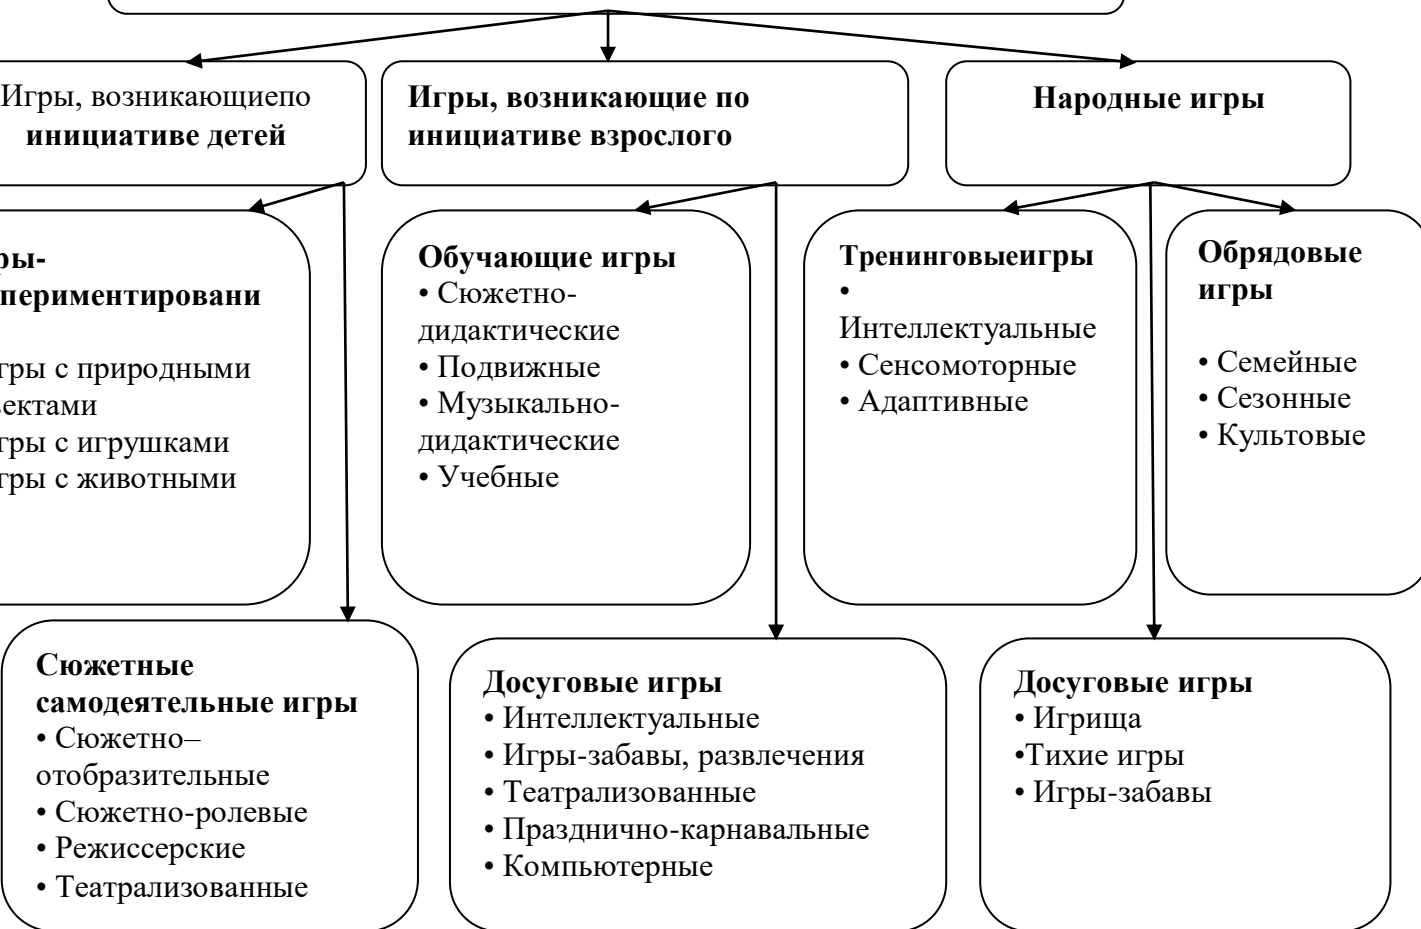 Игры, возникающиепо
инициативе детей
Игры, возникающие по
инициативе взрослого
Народные игры
ры-
периментировани
гры с природными
ектами
гры с игрушками
гры с животными
Обучающие игры
• Сюжетно-
дидактические
• Подвижные
• Музыкально-
дидактические
• Учебные
Тренинговыеигры
•
Интеллектуальные
• Сенсомоторные
• Адаптивные
Обрядовые
игры
• Семейные
• Сезонные
• Культовые
Сюжетные
самодеятельные игры
• Сюжетно–
отобразительные
• Сюжетно-ролевые
• Режиссерские
• Театрализованные
Досуговые игры
• Интеллектуальные
• Игры-забавы, развлечения
• Театрализованные
• Празднично-карнавальные
• Компьютерные
Досуговые игры
• Игрища
•Тихие игры
• Игры-забавы